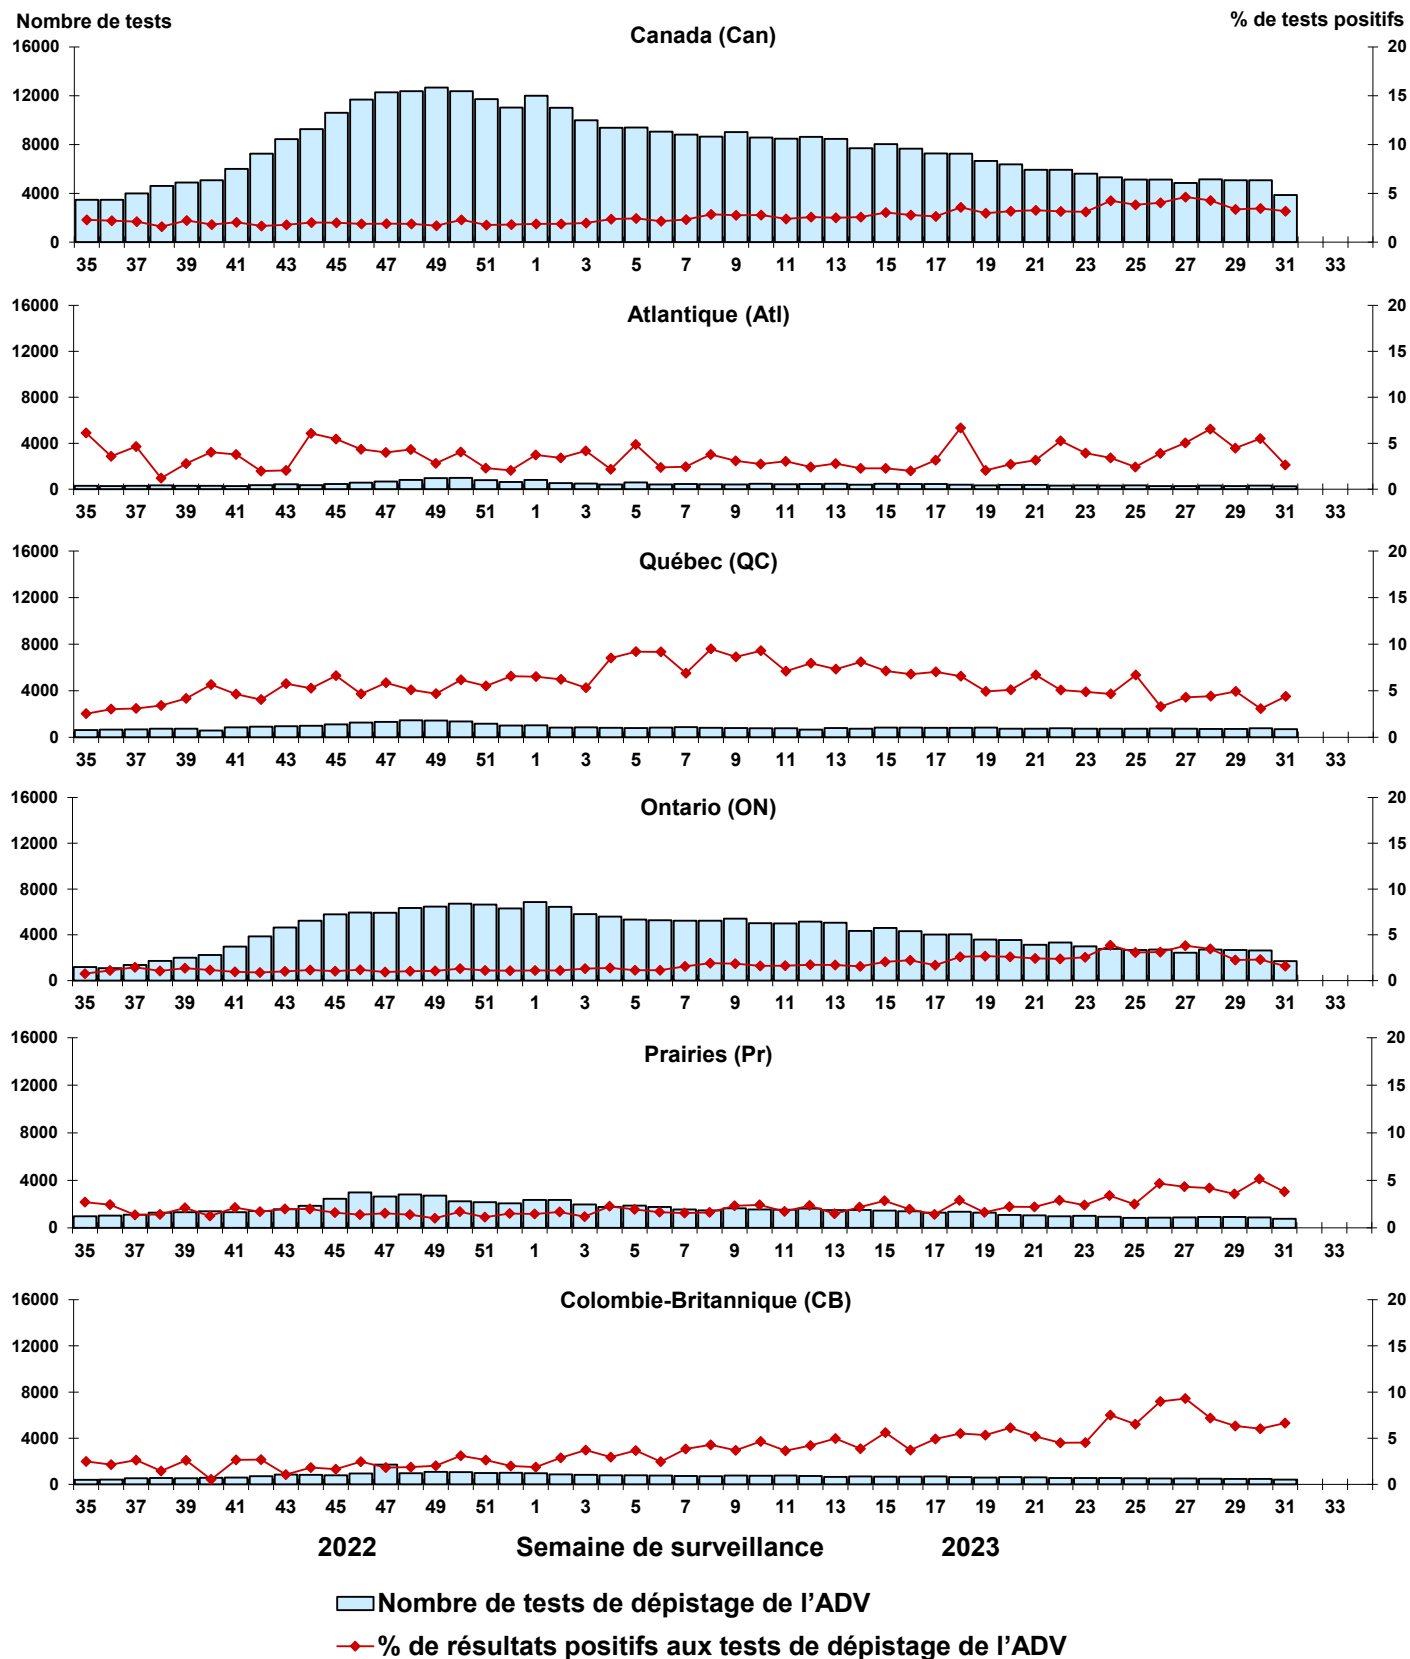 Nombre de tests
% de tests positifs
Canada (Can)
16000 12000 8000 4000 0
20 15 10 5 0
35 37 39 41 43 45 47 49 51 1 3 5 7 9 11 13 15 17 19 21 23 25 27 29 31 33
Atlantique (Atl)
16000 12000 8000 4000 0
20 15 10 5 0
35 37 39 41 43 45 47 49 51 1 3 5 7 9 11 13 15 17 19 21 23 25 27 29 31 33
Québec (QC)
16000 12000 8000 4000 0
20 15 10 5 0
35 37 39 41 43 45 47 49 51 1 3 5 7 9 11 13 15 17 19 21 23 25 27 29 31 33
Ontario (ON)
16000 12000 8000 4000 0
20 15 10 5 0
35 37 39 41 43 45 47 49 51 1 3 5 7 9 11 13 15 17 19 21 23 25 27 29 31 33
Prairies (Pr)
16000 12000 8000 4000 0
20 15 10 5 0
35 37 39 41 43 45 47 49 51 1 3 5 7 9 11 13 15 17 19 21 23 25 27 29 31 33
Colombie-Britannique (CB)
16000 12000 8000 4000 0
20 15 10 5 0
35 37 39 41 43 45 47 49 51 1 3 5 7 9 11 13 15 17 19 21 23 25 27 29 31 33
2022 Semaine de surveillance 2023
Nombre de tests de dépistage de l’ADV
% de résultats positifs aux tests de dépistage de l’ADV